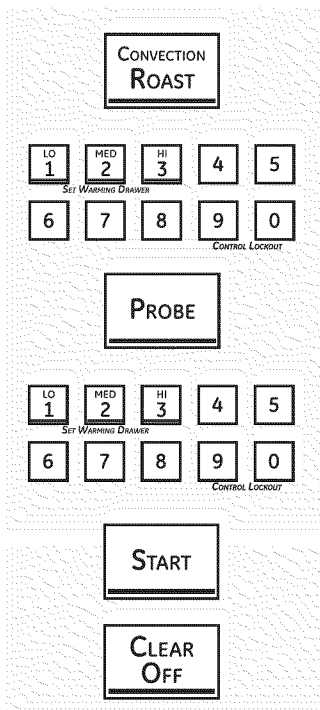 CONVECTION
ROAST
LO MED HI
1 2 3 4 5
SET WARMING DRAWER
6 7 8 9 0
CONTROL LOCKOUT
PROBE
LO MED HI
1 2 3 4 5
SET WARMING DRAWER
6 7 8 9 0
CONTROL LOCKOUT
START
CLEAR
OFF